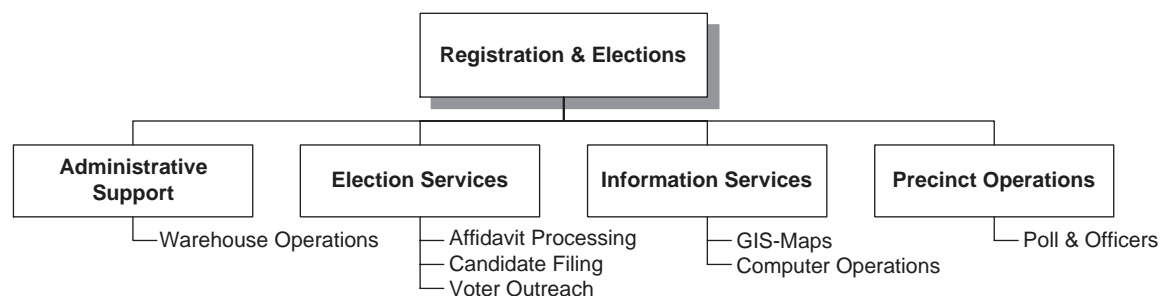 Registration & Elections
Administrative
Support
Election Services
Information Services
Precinct Operations
Warehouse Operations
Affidavit Processing
Candidate Filing
Voter Outreach
GIS-Maps
Computer Operations
Poll & Officers